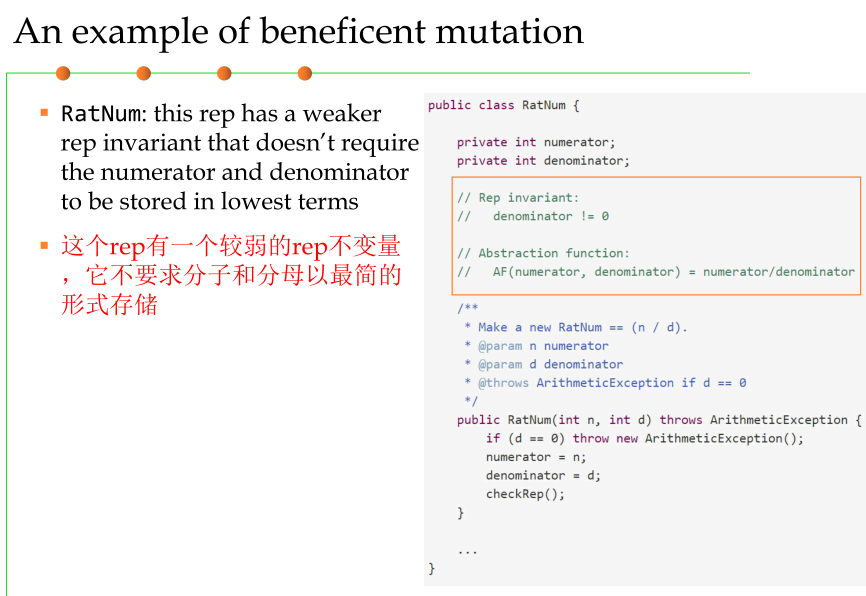 An example of beneficent mutation
RatNum: this rep has a weaker
rep invariant that doesn't require
the numerator and denominator
to be stored in lowest terms
这个rep有一个较弱的rep不变量
，它不要求分子和分母以最简的
形式存储
public class RatNum {
private int numerator;
private int denominator;
// Rep invariant:
//   denominator != 0
// Abstraction function:
//   AF(numerator, denominator) = numerator/denominator
/**
* Make a new RatNum == (n / d).
* @param n numerator
* @param d denominator
* @throws ArithmeticException if d == 0
*/
public RatNum(int n, int d) throws ArithmeticException {
if (d == 0) throw new ArithmeticException();
numerator = n;
denominator = d;
checkRep();
}
...
}